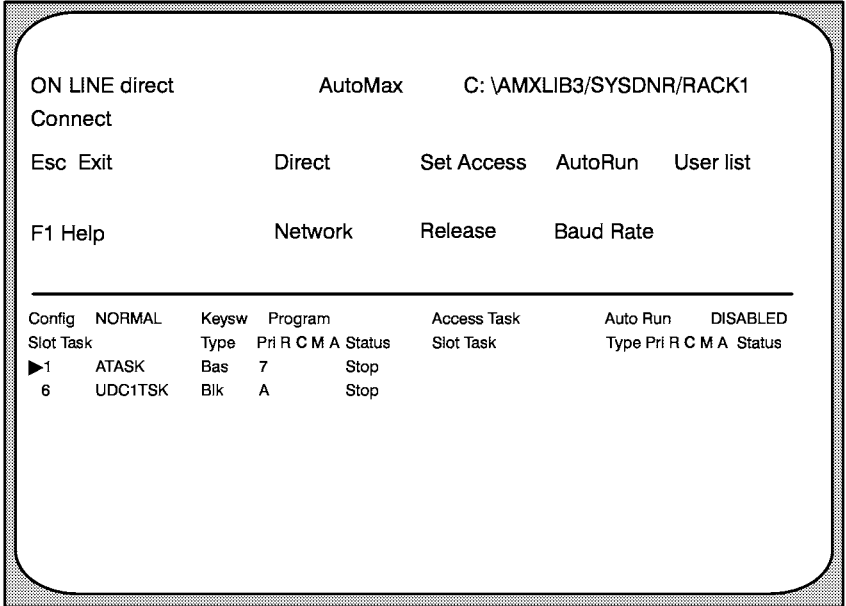 ON LINE direct AutoMax C: \AMXLIB3/SYSDNR/RACK1
Connect
Esc Exit Direct Set Access AutoRun User list
F1 Help Network Release Baud Rate
Config NORMAL Keysw Program Access Task Auto Run DISABLED
Slot Task Type Pri R C M A Status Slot Task Type Pri R C M A Status
▶1 ATASK Bas 7 Stop
6 UDC1TSK Blk A Stop